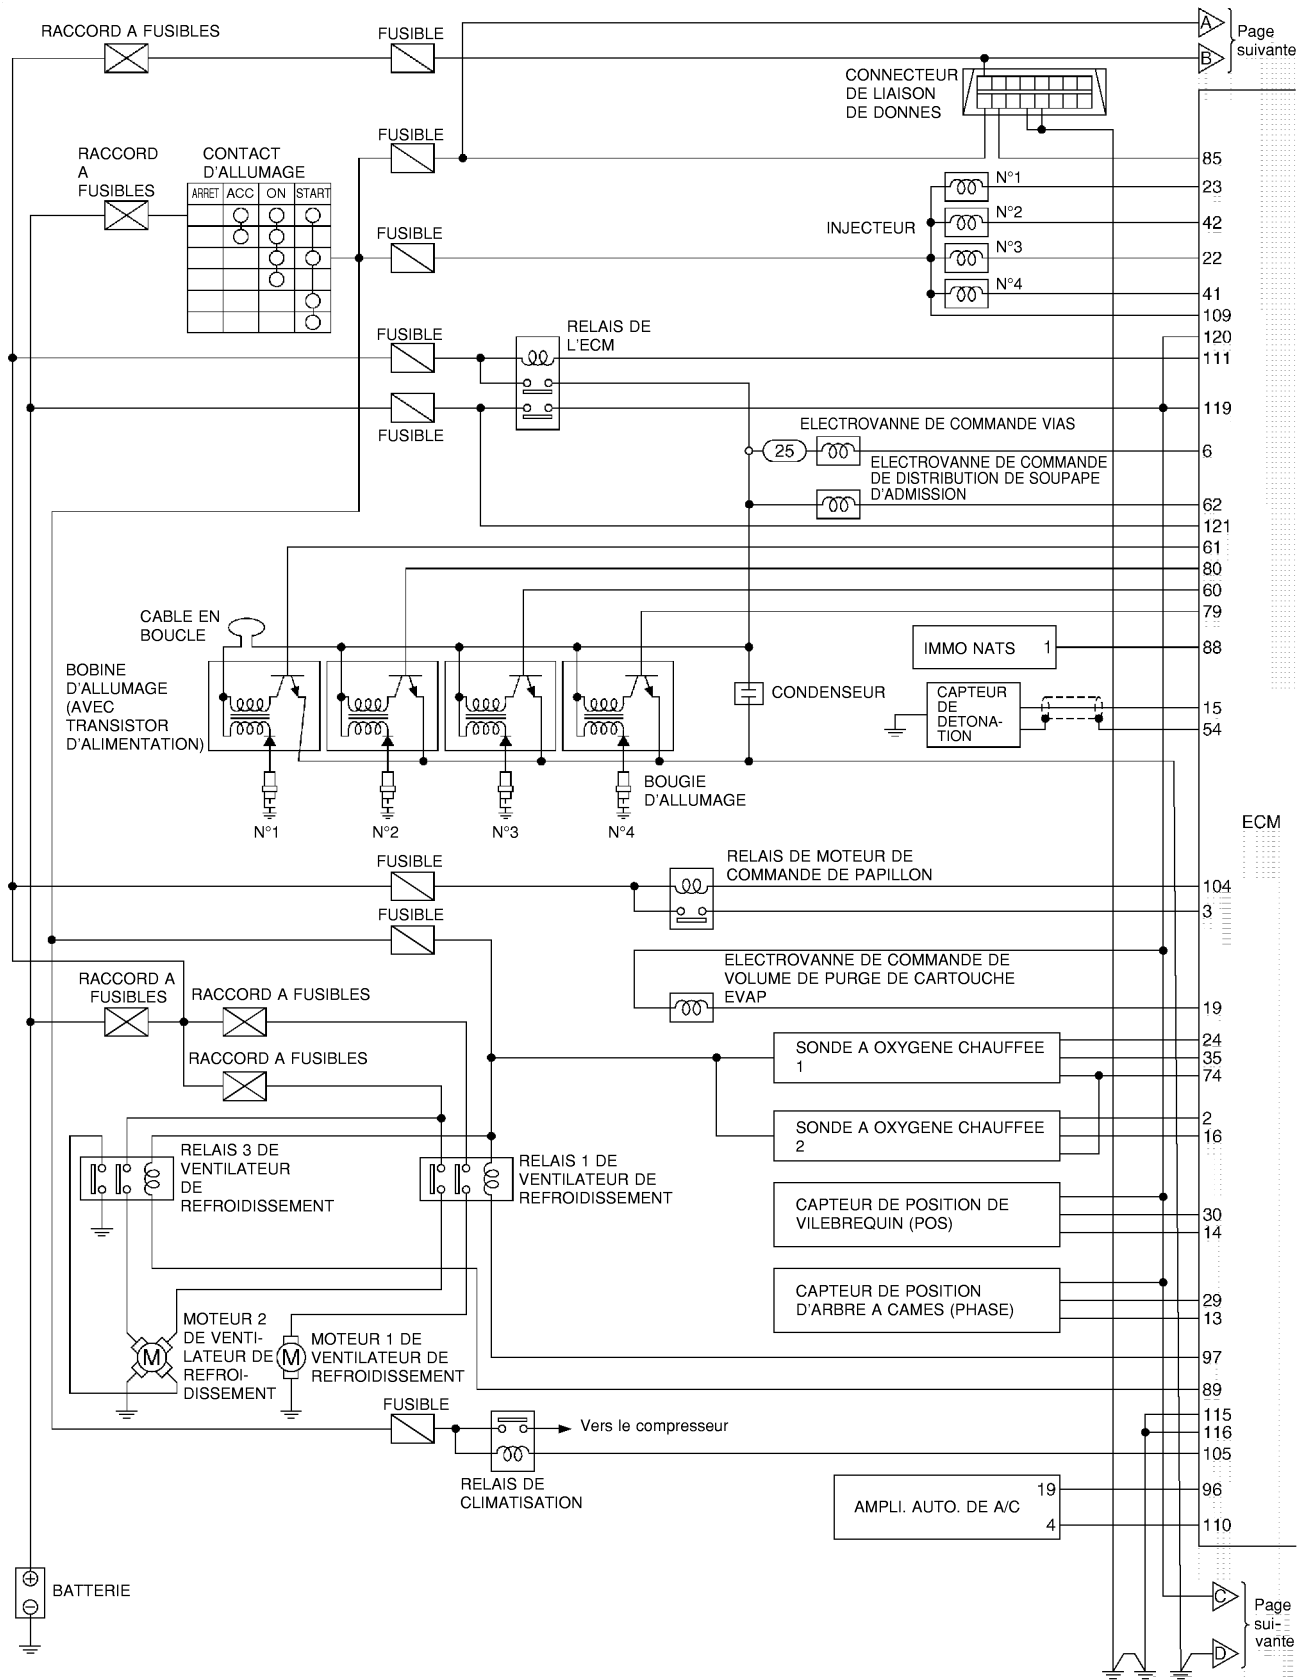 RACCORD A FUSIBLES
FUSIBLE
A
Page
suivante
B
CONNECTEUR
DE LIAISON
DE DONNES
FUSIBLE
RACCORD
A
FUSIBLES
CONTACT
D'ALLUMAGE
ARRET ACC ON START
85
N°1
23
N°2
42
INJECTEUR
FUSIBLE
N°3
22
N°4
41
109
FUSIBLE
RELAIS DE
L'ECM
120
111
119
FUSIBLE
ELECTROVANNE DE COMMANDE VIAS
25
6
ELECTROVANNE DE COMMANDE
DE DISTRIBUTION DE SOUPAPE
D'ADMISSION
62
121
61
80
60
79
CABLE EN
BOUCLE
IMMO NATS 1
88
BOBINE
D'ALLUMAGE
(AVEC
TRANSISTOR
D'ALIMENTATION)
CONDENSEUR
CAPTEUR
DE
DETONA-
TION
15
54
BOUGIE
D'ALLUMAGE
N°1 N°2 N°3 N°4
ECM
FUSIBLE
RELAIS DE MOTEUR DE
COMMANDE DE PAPILLON
104
3
FUSIBLE
ELECTROVANNE DE COMMANDE DE
VOLUME DE PURGE DE CARTOUCHE
EVAP
19
RACCORD A
FUSIBLES
RACCORD A FUSIBLES
RACCORD A FUSIBLES
SONDE A OXYGENE CHAUFFEE
1
24
35
74
SONDE A OXYGENE CHAUFFEE
2
2
16
RELAIS 3 DE
VENTILATEUR
DE
REFROIDISSEMENT
RELAIS 1 DE
VENTILATEUR DE
REFROIDISSEMENT
CAPTEUR DE POSITION DE
VILEBREQUIN (POS)
30
14
CAPTEUR DE POSITION
D'ARBRE A CAMES (PHASE)
29
13
MOTEUR 2
DE VENTI-
LATEUR DE
REFROI-
DISSEMENT
M
M
MOTEUR 1 DE
VENTILATEUR DE
REFROIDISSEMENT
97
89
FUSIBLE
Vers le compresseur
115
116
105
RELAIS DE
CLIMATISATION
AMPLI. AUTO. DE A/C
19
4
96
110
BATTERIE
C
Page
sui-
vante
D